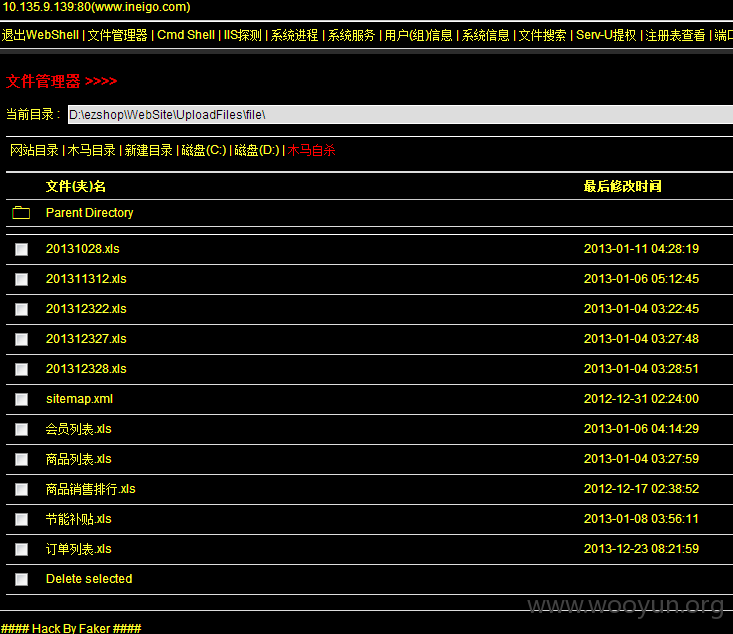 10.135.9.139:80(www.ineigo.com)
退出WebShell | 文件管理器 | Cmd Shell | IIS探测 | 系统进程 | 系统服务 | 用户(组)信息 | 系统信息 | 文件搜索 | Serv-U提权 | 注册表查看 | 端口
文件管理器 >>>>
当前目录 : D:\ezshop\WebSite\UploadFiles\file\
网站目录 | 木马目录 | 新建目录 | 磁盘(C:) | 磁盘(D:) | 木马自杀
文件(夹)名 最后修改时间
Parent Directory
20131028.xls 2013-01-11 04:28:19
201311312.xls 2013-01-06 05:12:45
201312322.xls 2013-01-04 03:22:45
201312327.xls 2013-01-04 03:27:48
201312328.xls 2013-01-04 03:28:51
sitemap.xml 2012-12-31 02:24:00
会员列表.xls 2013-01-06 04:14:29
商品列表.xls 2013-01-04 03:27:59
商品销售排行.xls 2012-12-17 02:38:52
节能补贴.xls 2013-01-08 03:56:11
订单列表.xls 2013-12-23 08:21:59
Delete selected
www.wooyun.org
#### Hack By Faker ####